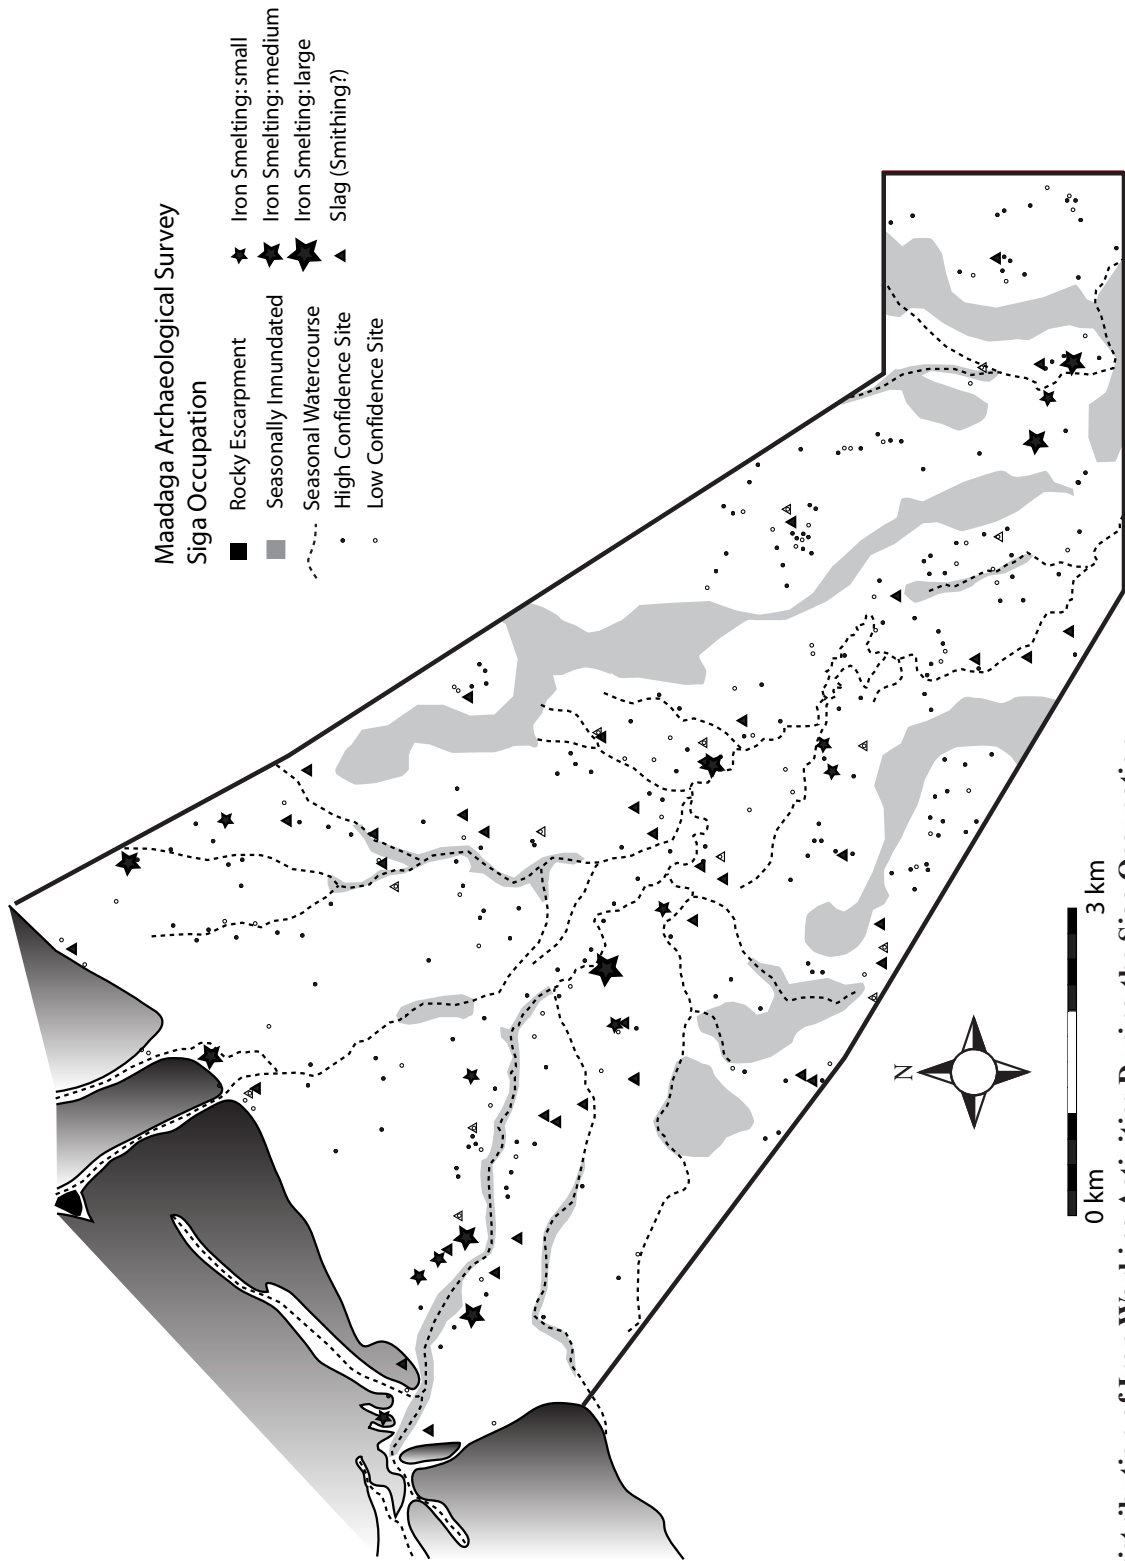 Maadaga Archaeological Survey
Siga Occupation
Rocky Escarpment
Seasonally Innundated
Seasonal Watercourse
High Confidence Site
Low Confidence Site
Iron Smelting: small
Iron Smelting: medium
Iron Smelting: large
Slag (Smithing?)
N
0 km
3 km